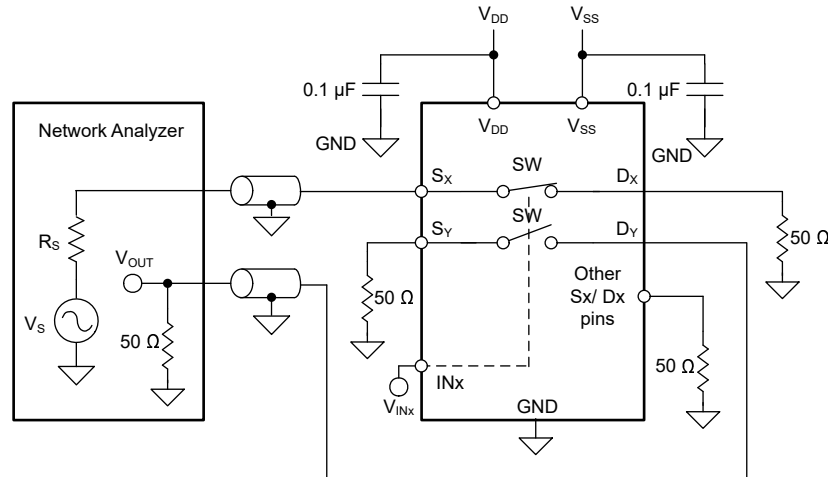 V_DD
V_SS
0.1 µF
0.1 µF
Network Analyzer
GND
V_DD
V_SS
GND
S_X
SW
D_X
R_S
V_OUT
S_Y
SW
D_Y
50 Ω
V_S
50 Ω
50 Ω
Other
Sx/ Dx
pins
50 Ω
INx
V_INx
GND